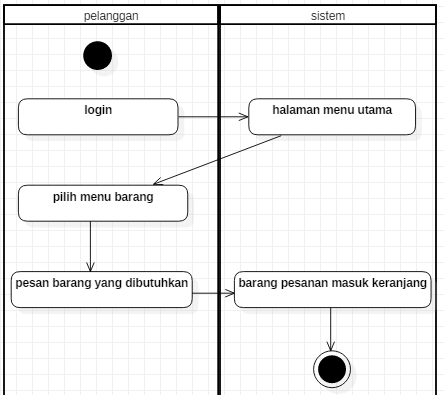 pelanggan
sistem
login
halaman menu utama
pilih menu barang
pesan barang yang dibutuhkan
barang pesanan masuk keranjang